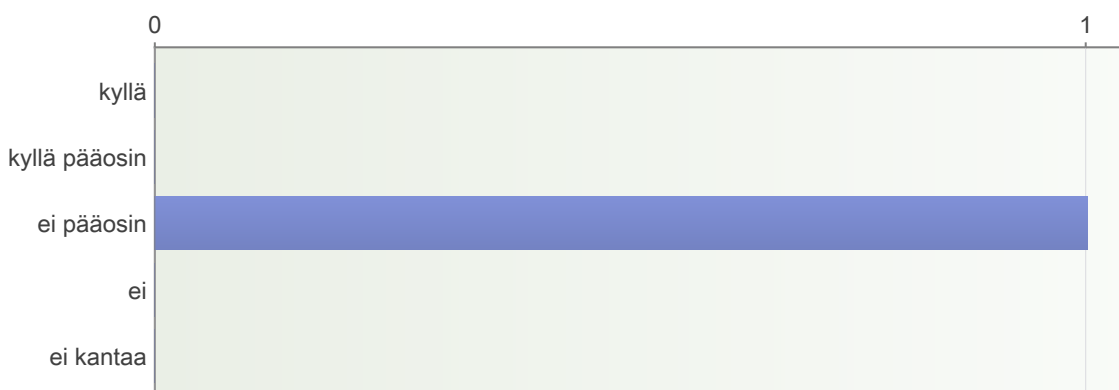 0 1
kyllä
kyllä pääosin
ei pääosin
ei
ei kantaa